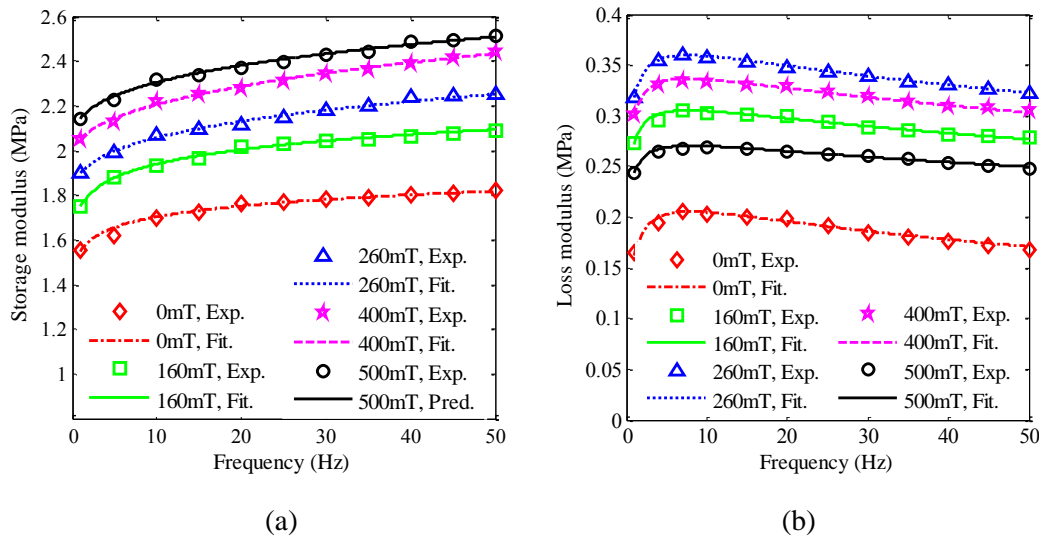 2.6
2.4
2.2
2
1.8
1.6
1.4
1.2
1
Storage modulus (MPa)
0mT, Exp.
0mT, Fit.
160mT, Exp.
160mT, Fit.
260mT, Exp.
260mT, Fit.
400mT, Exp.
400mT, Fit.
500mT, Exp.
500mT, Pred.
0 10 20 30 40 50
Frequency (Hz)
(a)
0.4
0.35
0.3
0.25
0.2
0.15
0.1
0.05
0
Loss modulus (MPa)
0mT, Exp.
0mT, Fit.
160mT, Exp.
160mT, Fit.
260mT, Exp.
260mT, Fit.
400mT, Exp.
400mT, Fit.
500mT, Exp.
500mT, Fit.
0 10 20 30 40 50
Frequency (Hz)
(b)